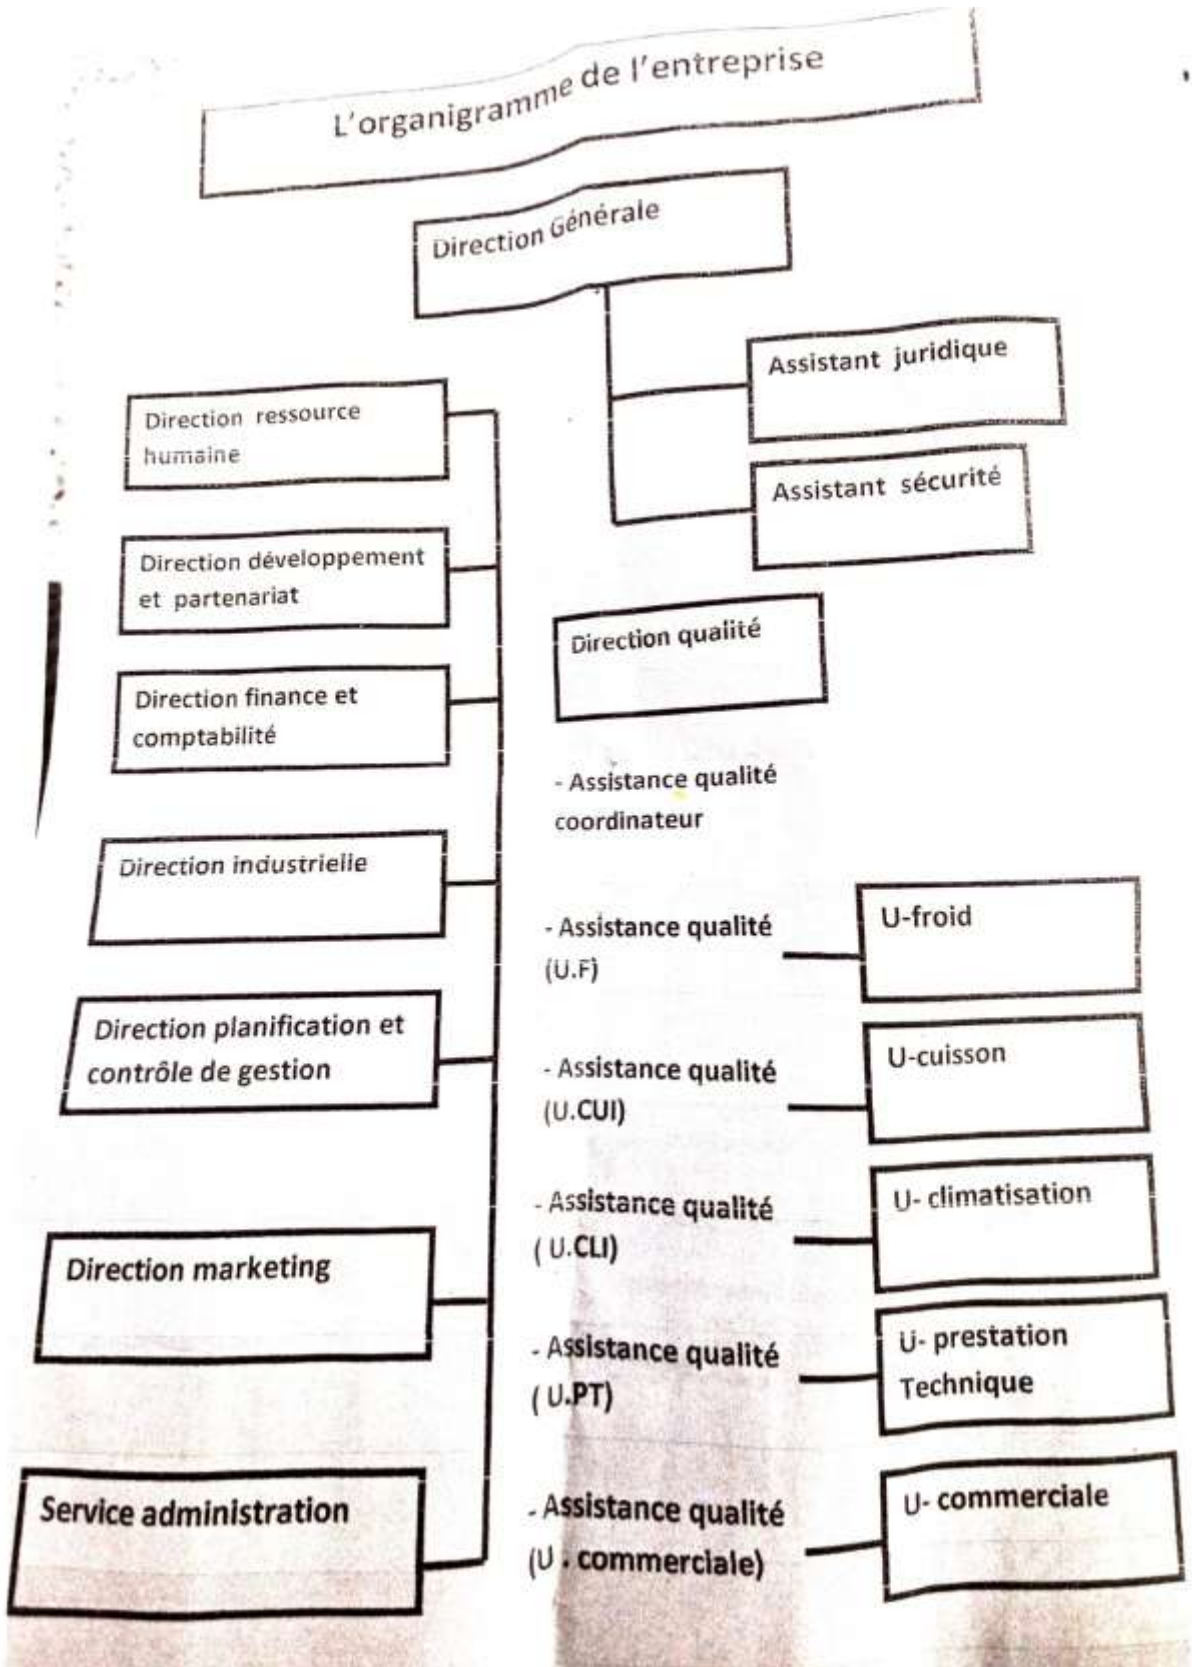 L'organigramme de l'entreprise
Direction Générale
Assistant juridique
Assistant sécurité
Direction ressource
humaine
Direction développement
et partenariat
Direction finance et
comptabilité
Direction industrielle
Direction planification et
contrôle de gestion
Direction marketing
Service administration
Direction qualité
- Assistance qualité
coordinateur
- Assistance qualité
(U.F)
U-froid
- Assistance qualité
(U.CUI)
U-cuisson
- Assistance qualité
( U.CLI)
U- climatisation
- Assistance qualité
( U.PT)
U- prestation
Technique
- Assistance qualité
(U . commerciale)
U- commerciale